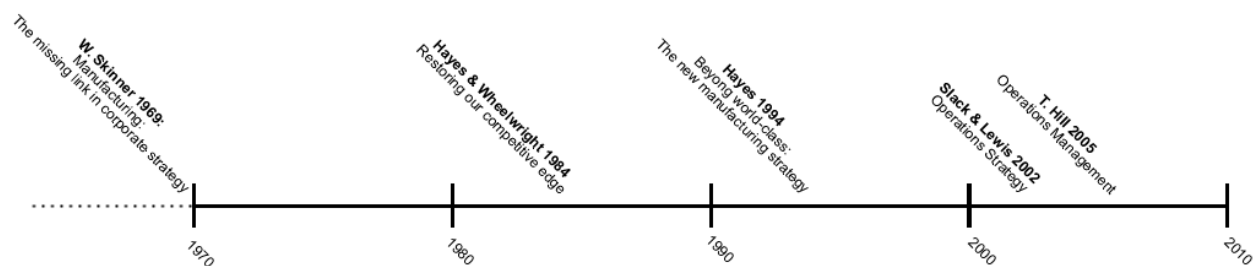 W. Skinner 1969:
Manufacturing:
The missing link in corporate strategy
Hayes & Wheelwright 1984
Restoring our competitive edge
Hayes 1994
Beyong world-class:
The new manufacturing strategy
Slack & Lewis 2002
Operations Strategy
T. Hill 2005
Operations Management
1970
1980
1990
2000
2010